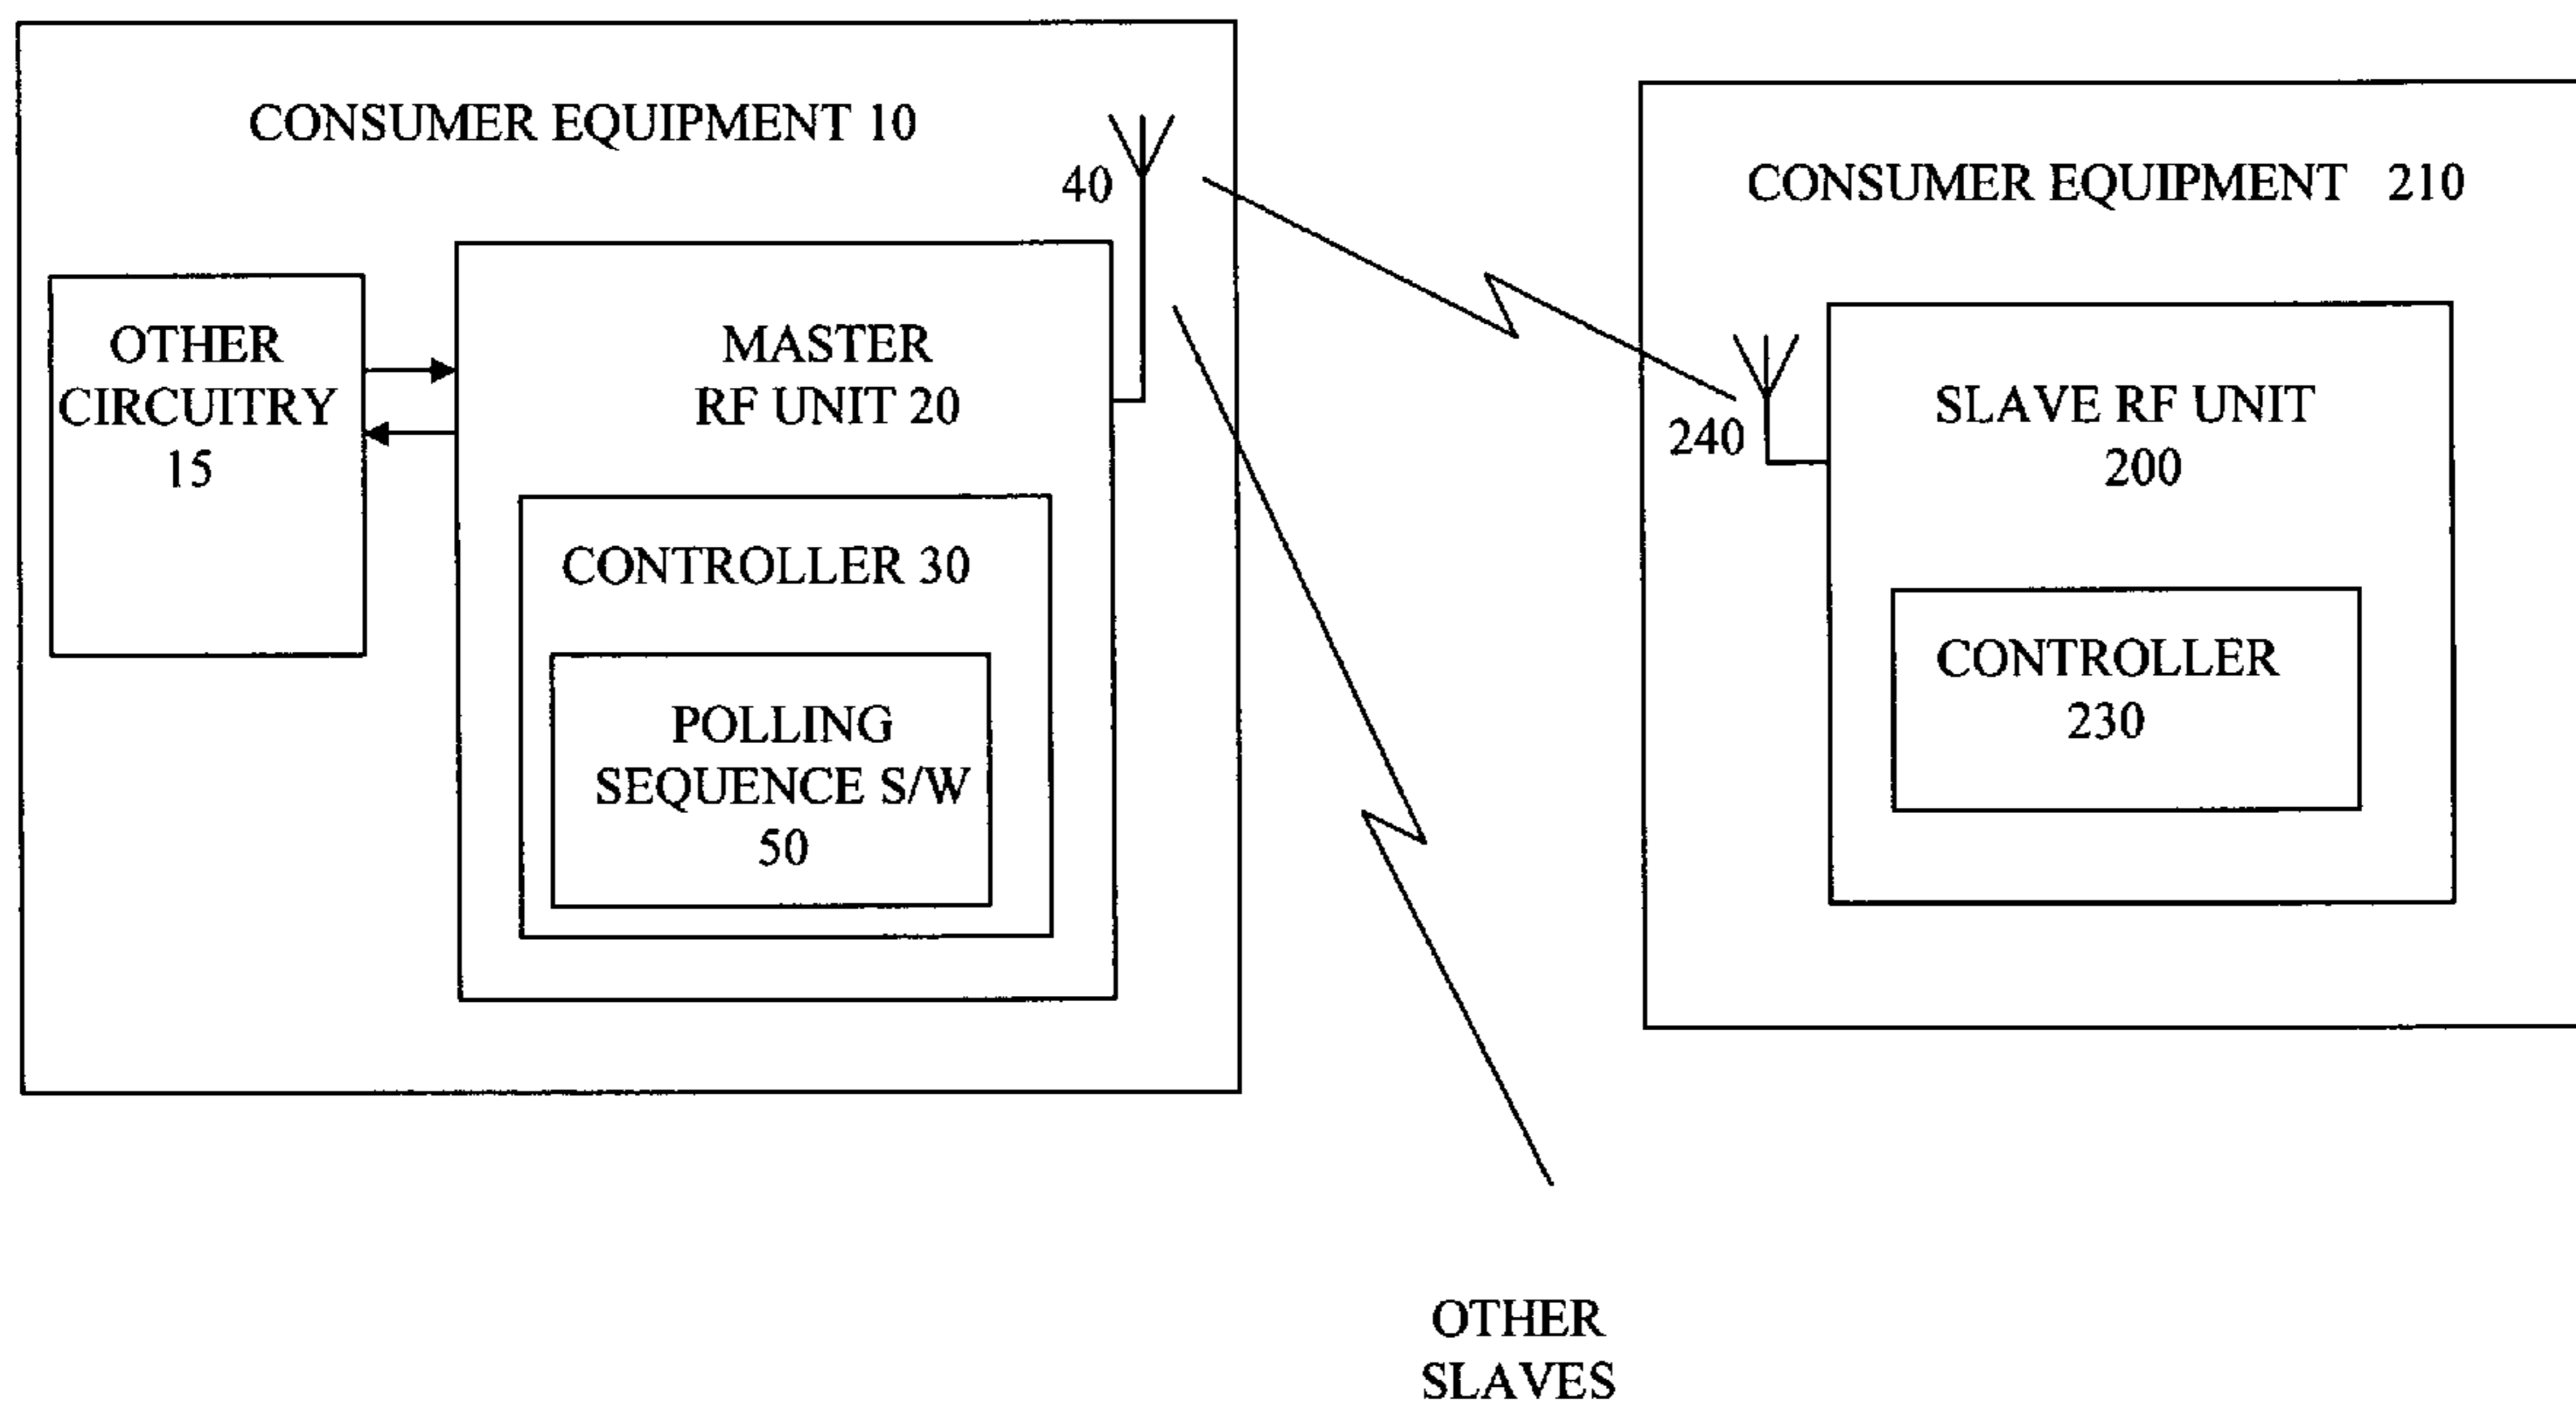 CONSUMER EQUIPMENT 10
40
OTHER
CIRCUITRY
15
MASTER
RF UNIT 20
CONTROLLER 30
POLLING
SEQUENCE S/W
50
CONSUMER EQUIPMENT 210
240
SLAVE RF UNIT
200
CONTROLLER
230
OTHER
SLAVES